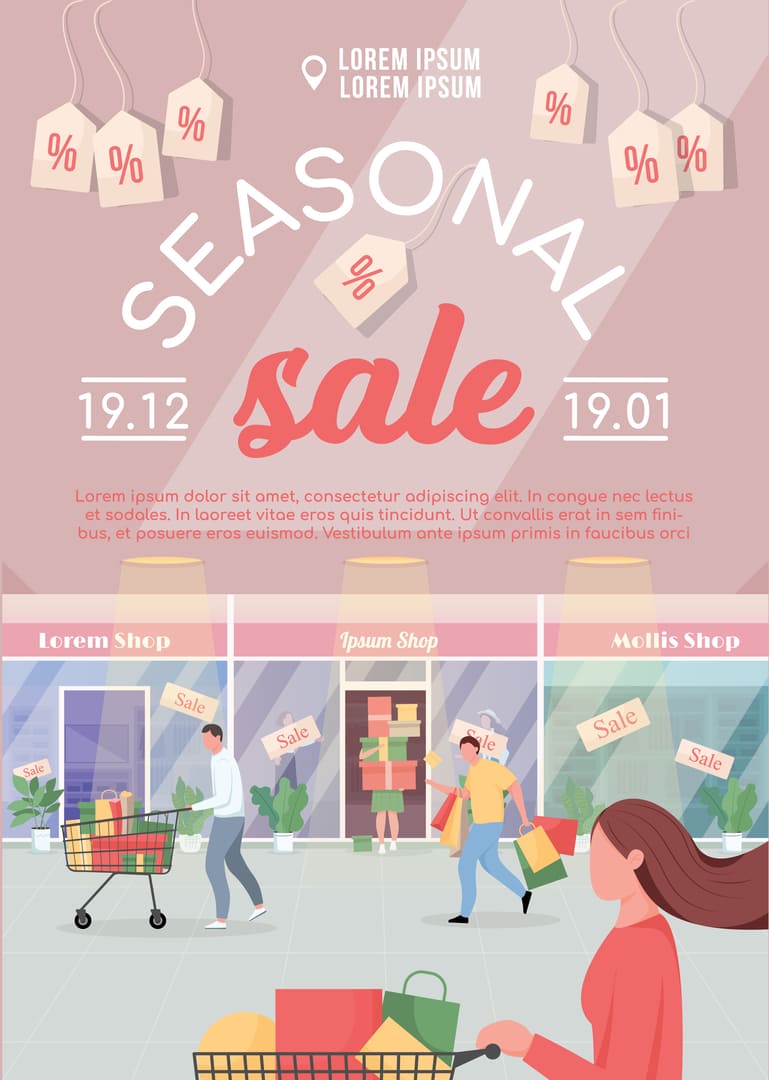 LOREM IPSUM
LOREM IPSUM
%
%
%
%
%
%
SEASONAL
%
sale
19.12
19.01
Lorem ipsum dolor sit amet, consectetur adipiscing elit. In congue nec lectus
et sodales. In laoreet vitae eros quis tincidunt. Ut convallis erat in sem fini-
bus, et posuere eros euismod. Vestibulum ante ipsum primis in faucibus orci
Lorem Shop
Ipsum Shop
Mollis Shop
Sale
Sale
Sale
Sale
Sale
Sale